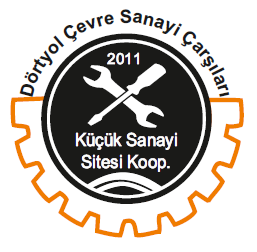 Dörtyol Çevre Sanayi Çarşıları
2011
Küçük Sanayi
Sitesi Koop.